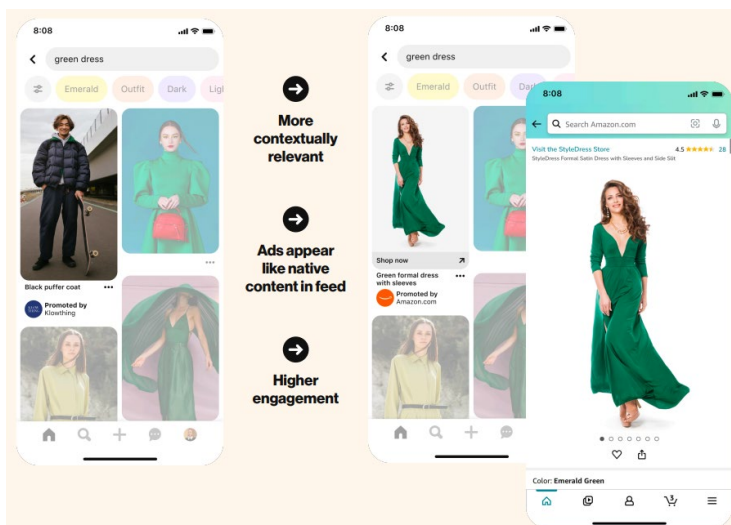 8:08
green dress
Emerald
Outfit
Dark
Black puffer coat
Promoted by
Klowthing
More
contextually
relevant
Ads appear
like native
content in feed
Higher
engagement
8:08
green dress
Emerald
Outfit
Shop now
Green formal dress
with sleeves
Promoted by
Amazon.com
8:08
Search Amazon.com
Visit the StyleDress Store
4.5
28
StyleDress Formal Satin Dress with Sleeves and Side Slit
Color: Emerald Green
3